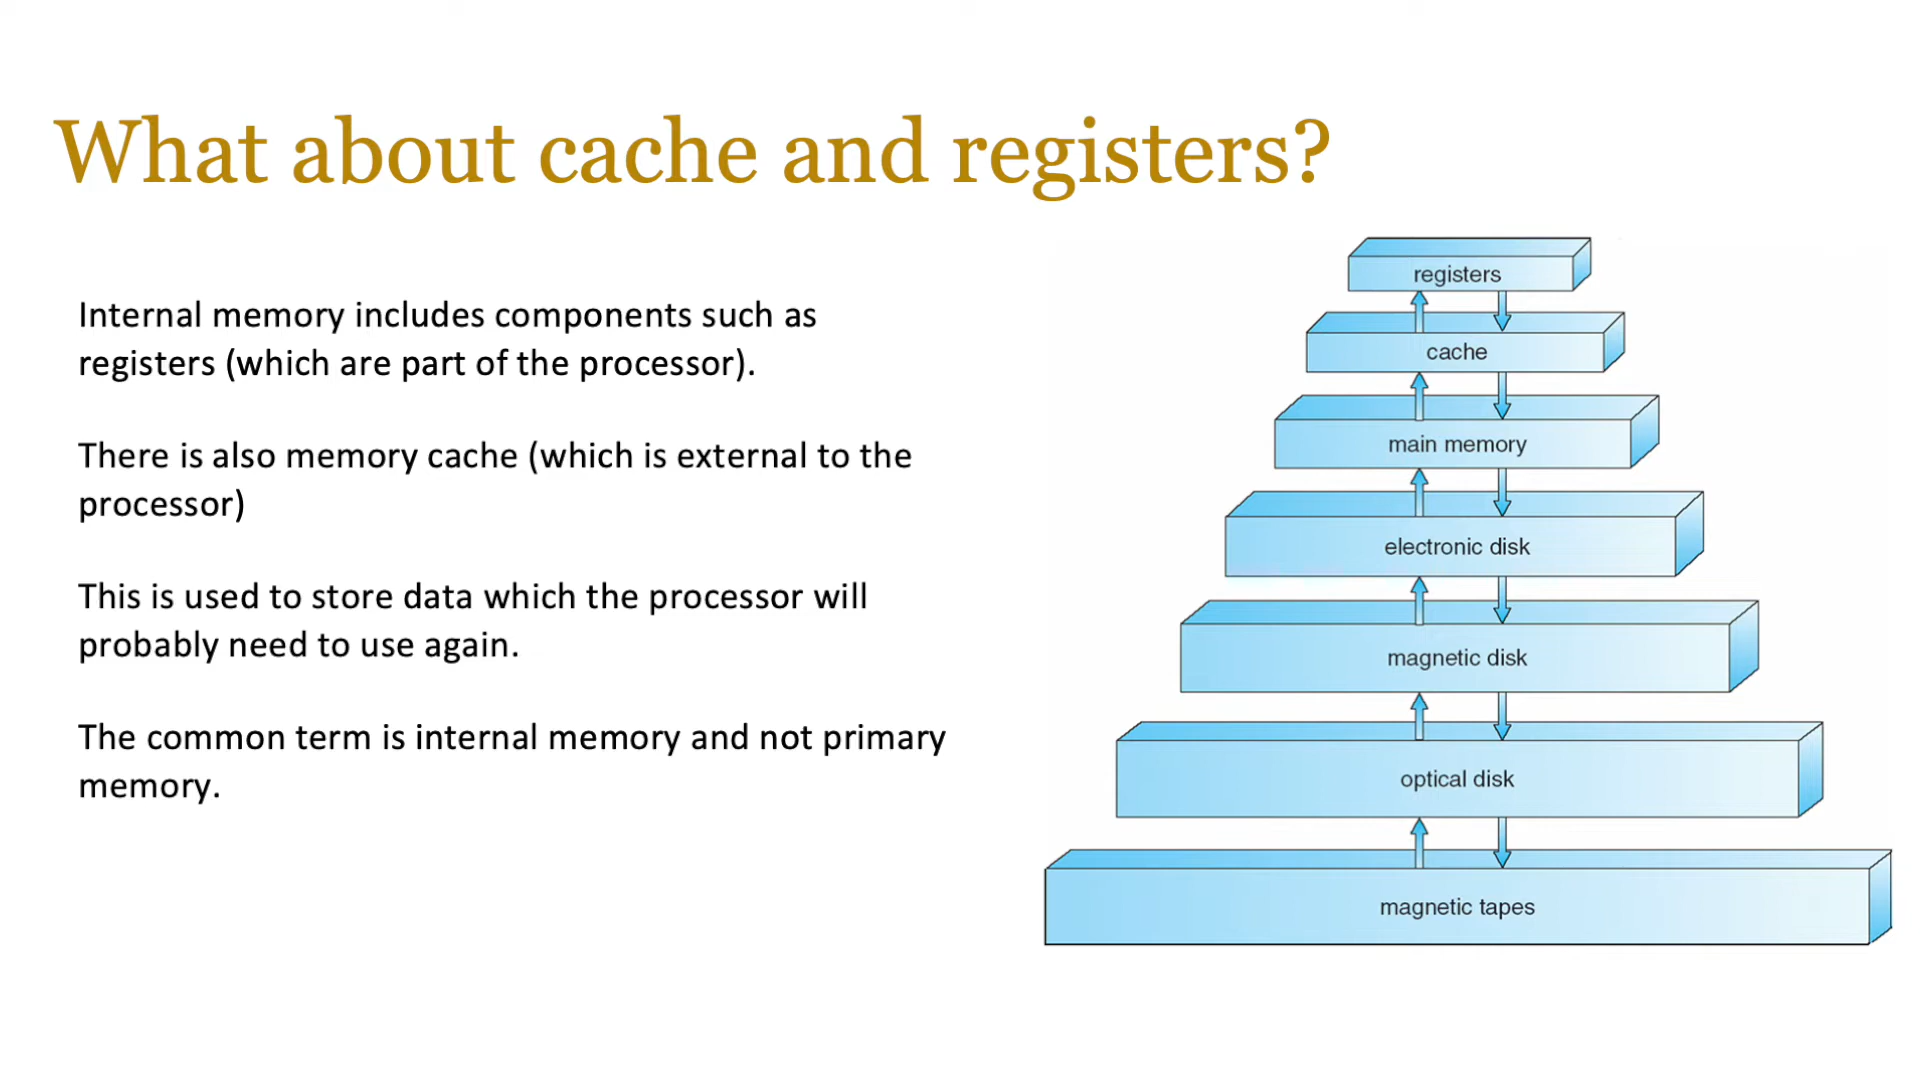 What about cache and registers?
Internal memory includes components such as
registers (which are part of the processor).
There is also memory cache (which is external to the
processor)
This is used to store data which the processor will
probably need to use again.
The common term is internal memory and not primary
memory.
registers
cache
main memory
electronic disk
magnetic disk
optical disk
magnetic tapes